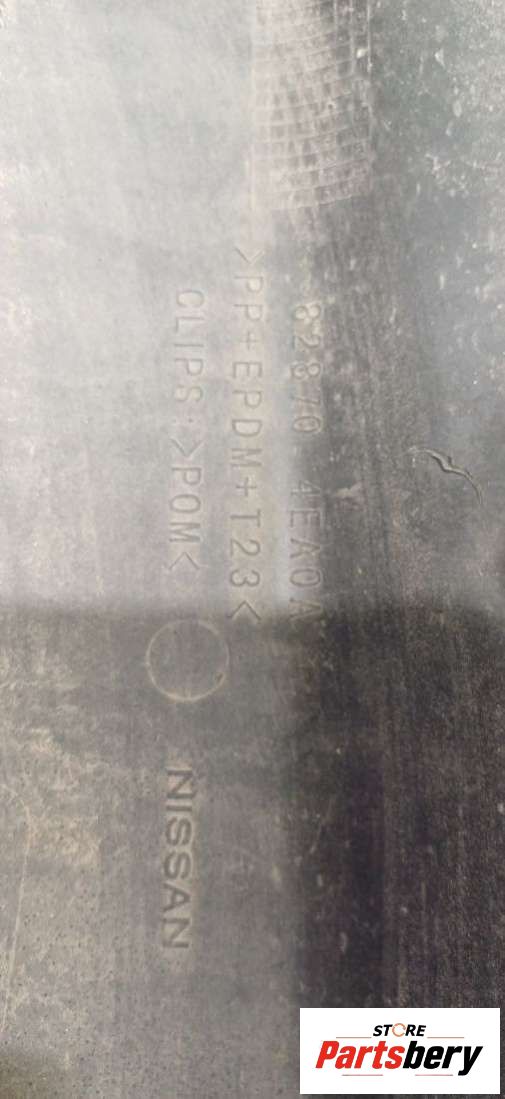 82870 4EA0A
>PP+EPDM+T23<
CLIPS:>POM<
NISSAN
STORE
Partsbery